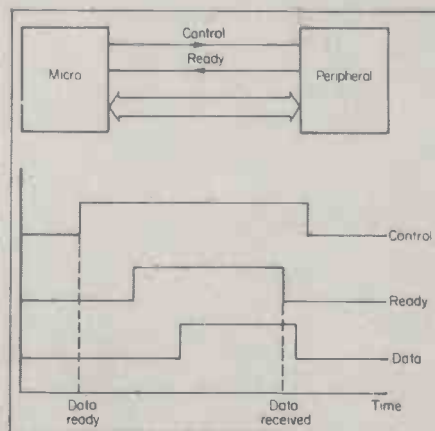 Control
Ready
Micro
Peripheral
Control
Ready
Data
Data ready
Data received
Time